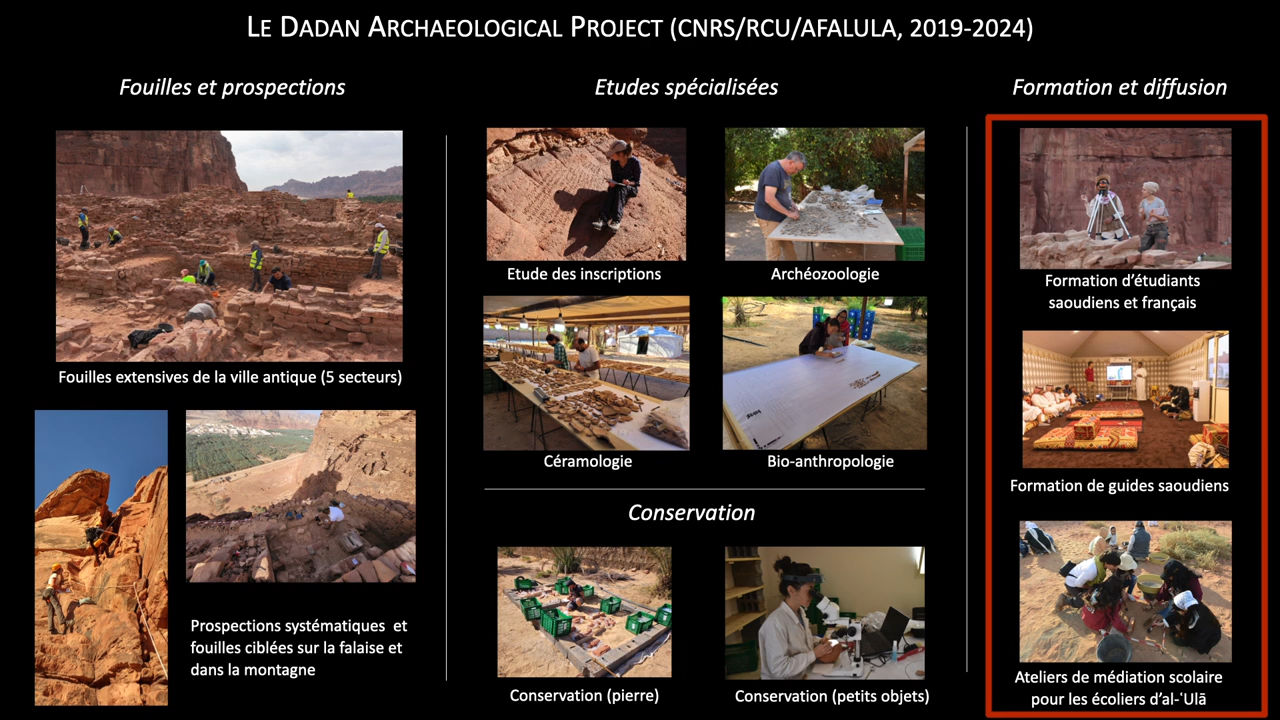 LE DADAN ARCHAEOLOGICAL PROJECT (CNRS/RCU/AFALULA, 2019-2024)
Fouilles et prospections
Fouilles extensives de la ville antique (5 secteurs)
Prospections systématiques et
fouilles ciblées sur la falaise et
dans la montagne
Etudes spécialisées
Etude des inscriptions
Archéozoologie
Céramologie
Bio-anthropologie
Conservation
Conservation (pierre)
Conservation (petits objets)
Formation et diffusion
Formation d’étudiants
saoudiens et français
Formation de guides saoudiens
Ateliers de médiation scolaire
pour les écoliers d’al-ʿUlā